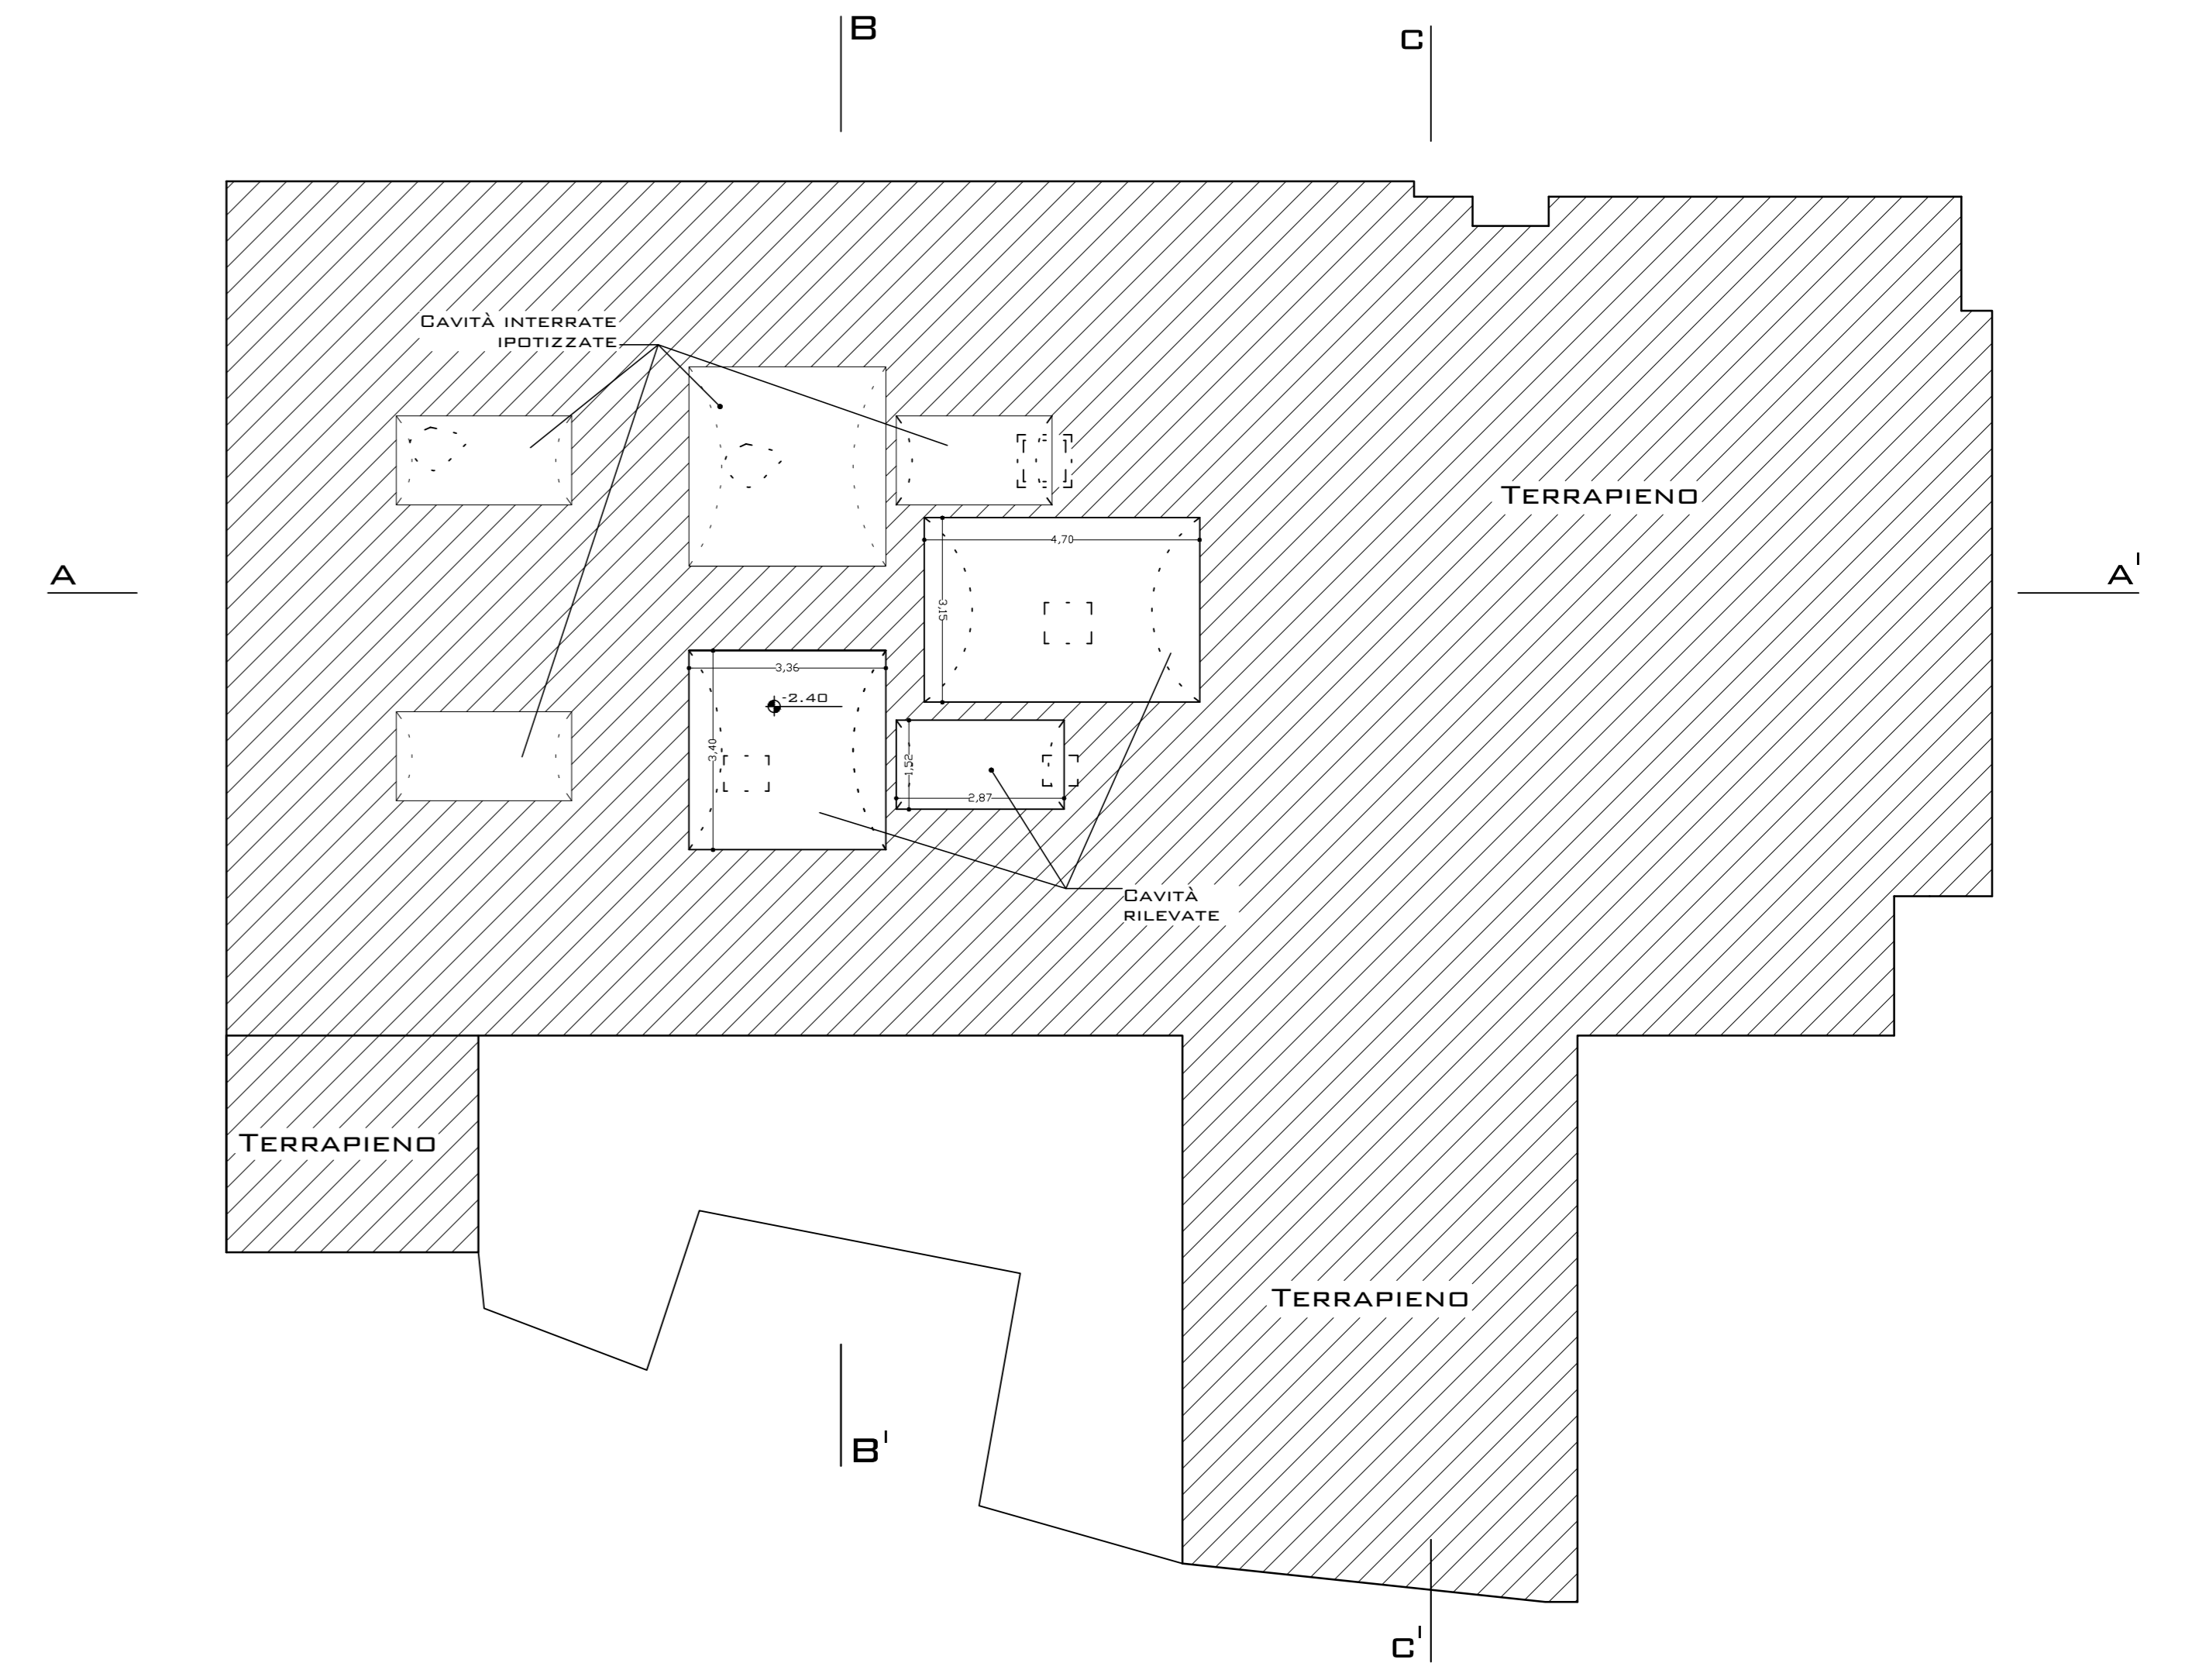 B
C
Cavità interrate
ipotizzate
Terrapieno
4,70
A
A'
3,15
3,36
-2.40
3,40
1,52
2,87
Cavità
rilevate
Terrapieno
Terrapieno
B'
C'